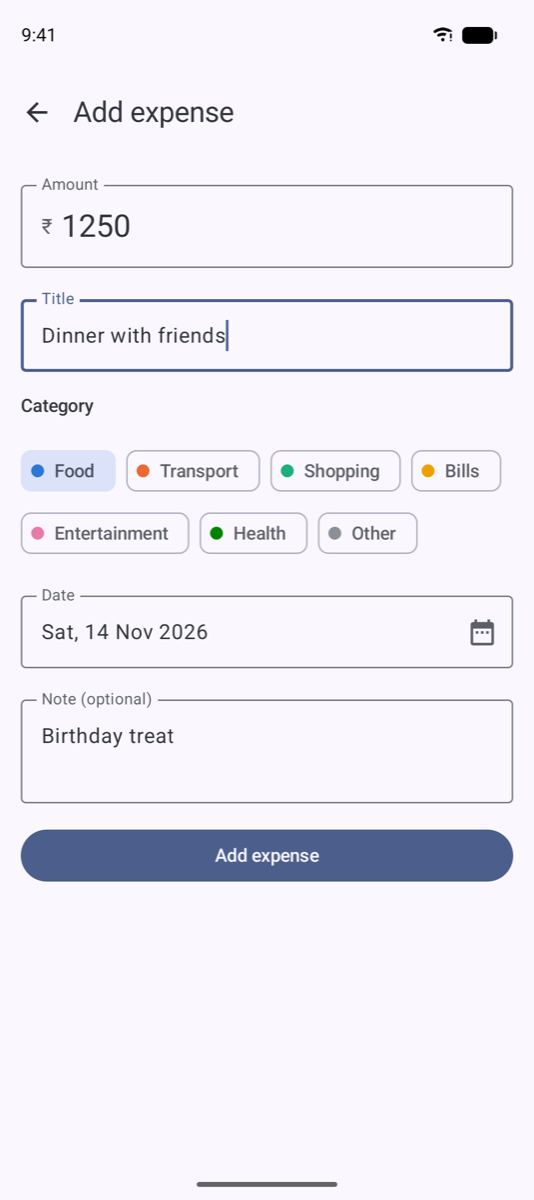 9:41
Add expense
Amount
₹ 1250
Title
Dinner with friends
Category
Food Transport Shopping Bills
Entertainment Health Other
Date
Sat, 14 Nov 2026
Note (optional)
Birthday treat
Add expense